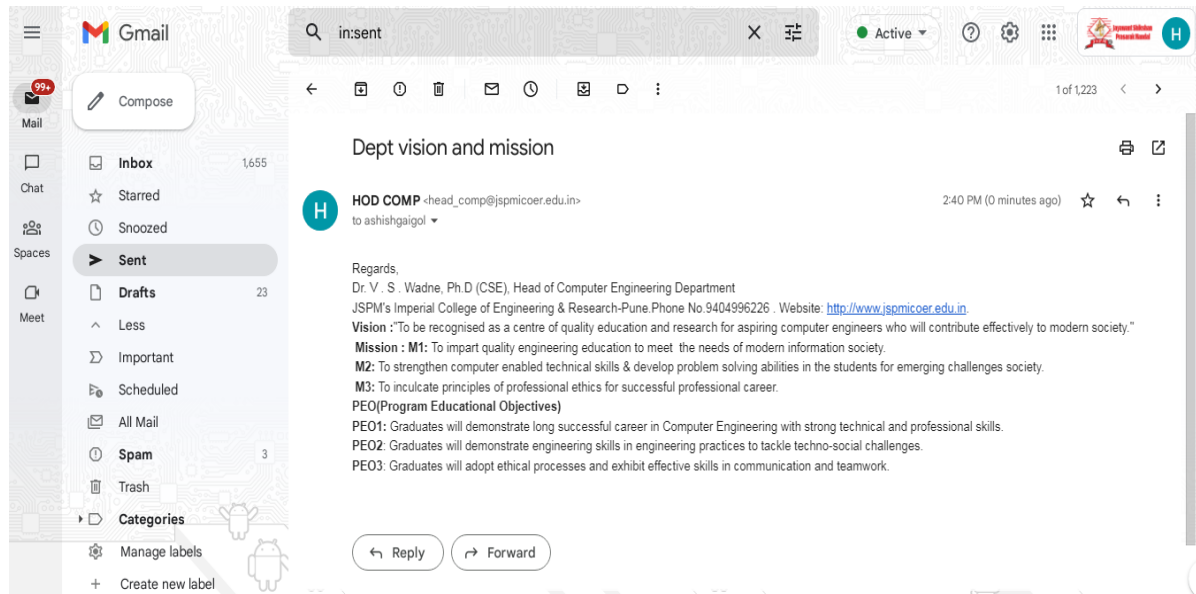 Gmail
in:sent
Active
H
99+
Mail
Compose
1 of 1,223
Chat
Spaces
Meet
Inbox 1,655
Starred
Snoozed
Sent
Drafts 23
Less
Important
Scheduled
All Mail
Spam 3
Trash
Categories
Manage labels
Create new label
Dept vision and mission
H
HOD COMP <head_comp@jspmicoer.edu.in>
2:40 PM (0 minutes ago)
to ashishgaigol
Regards,
Dr. V . S . Wadne, Ph.D (CSE), Head of Computer Engineering Department
JSPM's Imperial College of Engineering & Research-Pune.Phone No.9404996226 . Website: http://www.jspmicoer.edu.in.
Vision :"To be recognised as a centre of quality education and research for aspiring computer engineers who will contribute effectively to modern society."
Mission : M1: To impart quality engineering education to meet the needs of modern information society.
M2: To strengthen computer enabled technical skills & develop problem solving abilities in the students for emerging challenges society.
M3: To inculcate principles of professional ethics for successful professional career.
PEO(Program Educational Objectives)
PEO1: Graduates will demonstrate long successful career in Computer Engineering with strong technical and professional skills.
PEO2: Graduates will demonstrate engineering skills in engineering practices to tackle techno-social challenges.
PEO3: Graduates will adopt ethical processes and exhibit effective skills in communication and teamwork.
Reply
Forward